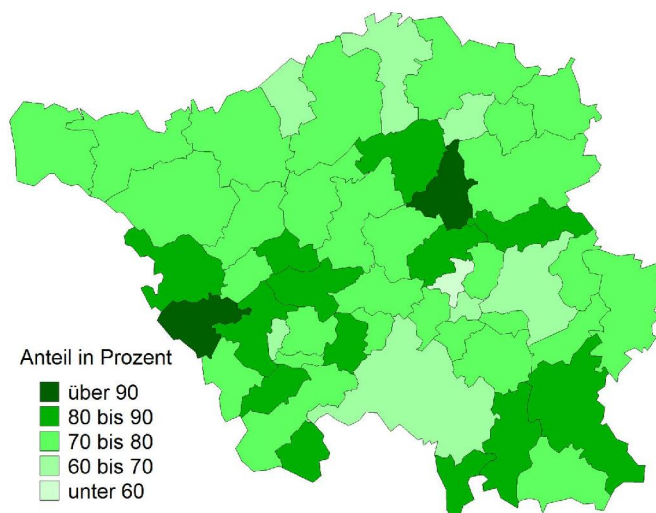 Anteil in Prozent
über 90
80 bis 90
70 bis 80
60 bis 70
unter 60